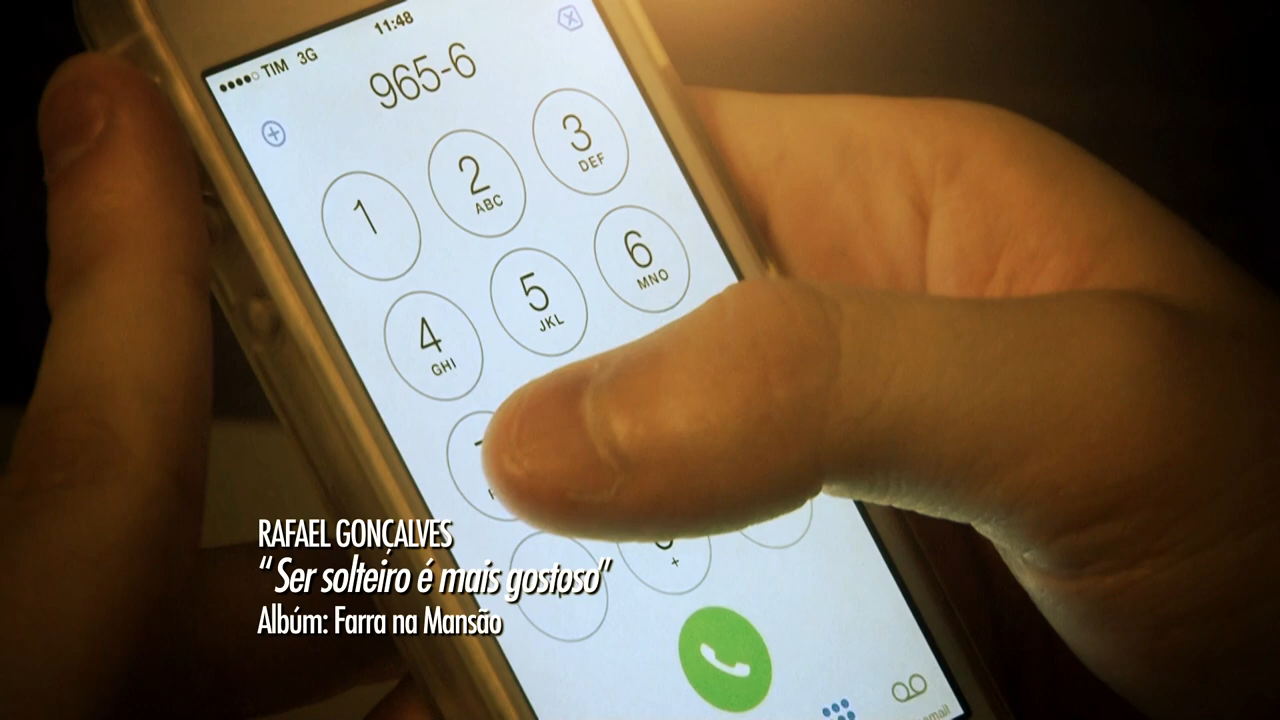 TIM 3G 11:48
965-6
1
2 ABC
3 DEF
4 GHI
5 JKL
6 MNO
+
RAFAEL GONÇALVES
“Ser solteiro é mais gostoso”
Albúm: Farra na Mansão